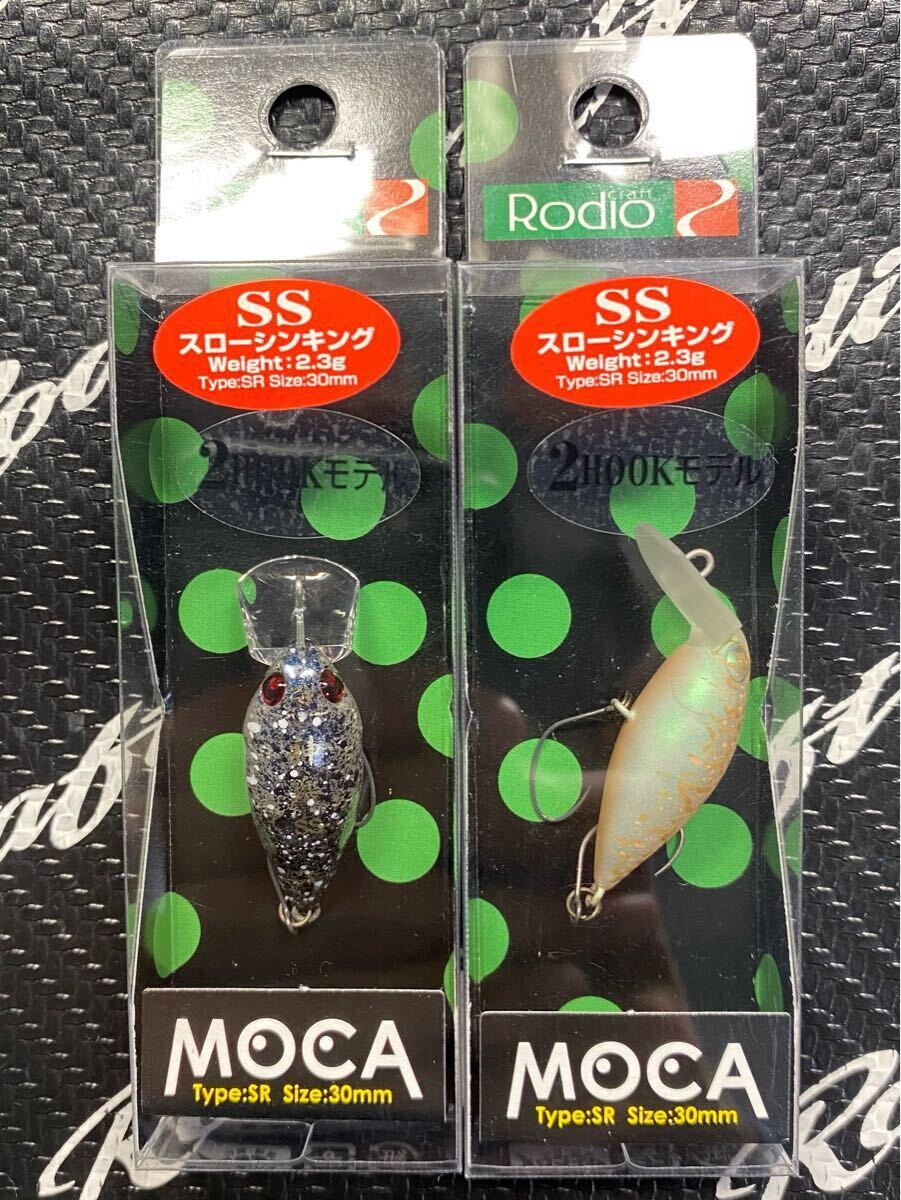 craft
Rodio
SS
スローシンキング
Weight:2.3g
Type:SR Size:30mm
2HOOKモデル
SS
MOCA
Type:SR Size:30mm
SS
スローシンキング
Weight:2.3g
Type:SR Size:30mm
2HOOKモデル
MOCA
Type:SR Size:30mm